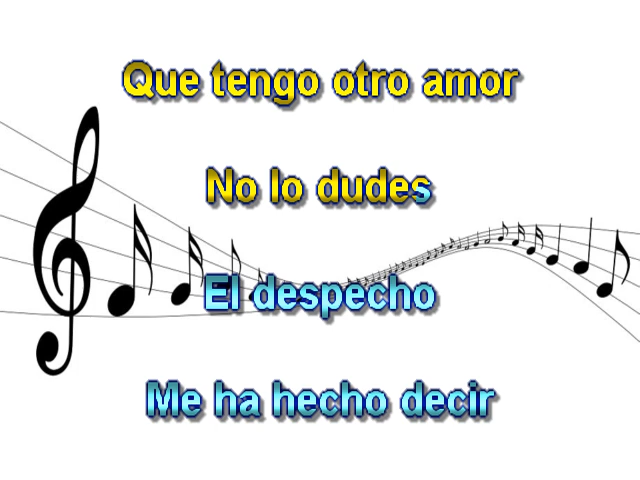 Que tengo otro amor
No lo dudes
El despecho
Me ha hecho decir